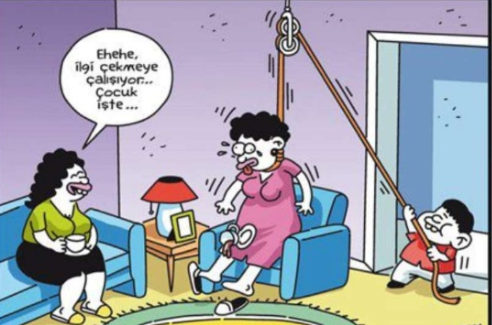 Ehehe,
ilgi çekmeye
çalışıyor...
Çocuk
işte...